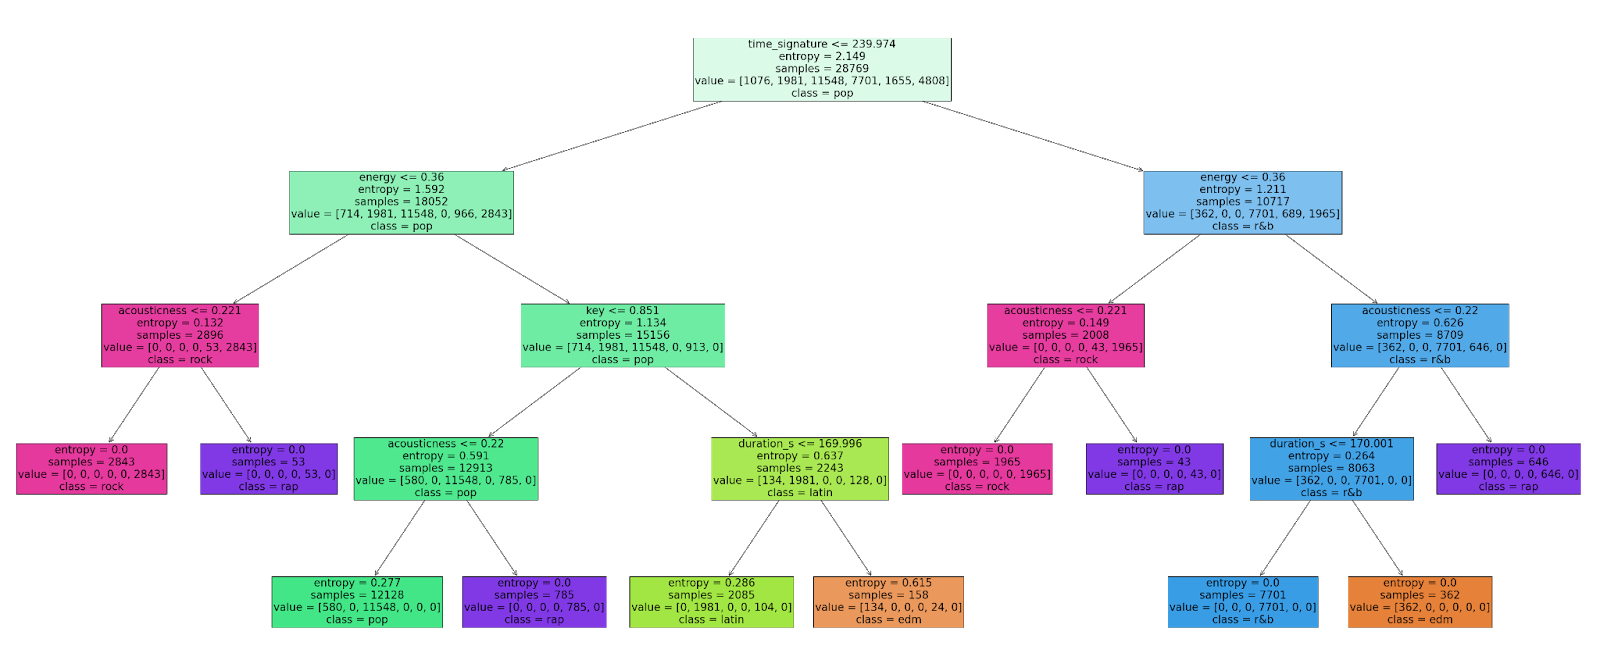 time_signature <= 239.974
entropy = 2.149
samples = 28769
value = [1076, 1981, 11548, 7701, 1655, 4808]
class = pop
energy <= 0.36
entropy = 1.592
samples = 18052
value = [714, 1981, 11548, 0, 966, 2843]
class = pop
energy <= 0.36
entropy = 1.211
samples = 10717
value = [362, 0, 0, 7701, 689, 1965]
class = r&b
acousticness <= 0.221
entropy = 0.132
samples = 2896
value = [0, 0, 0, 0, 53, 2843]
class = rock
key <= 0.851
entropy = 1.134
samples = 15156
value = [714, 1981, 11548, 0, 913, 0]
class = pop
acousticness <= 0.221
entropy = 0.149
samples = 2008
value = [0, 0, 0, 0, 43, 1965]
class = rock
acousticness <= 0.22
entropy = 0.626
samples = 8709
value = [362, 0, 0, 7701, 646, 0]
class = r&b
entropy = 0.0
samples = 2843
value = [0, 0, 0, 0, 0, 2843]
class = rock
entropy = 0.0
samples = 53
value = [0, 0, 0, 0, 53, 0]
class = rap
acousticness <= 0.22
entropy = 0.591
samples = 12913
value = [580, 0, 11548, 0, 785, 0]
class = pop
duration_s <= 169.996
entropy = 0.637
samples = 2243
value = [134, 1981, 0, 0, 128, 0]
class = latin
entropy = 0.0
samples = 1965
value = [0, 0, 0, 0, 0, 1965]
class = rock
entropy = 0.0
samples = 43
value = [0, 0, 0, 0, 43, 0]
class = rap
duration_s <= 170.001
entropy = 0.264
samples = 8063
value = [362, 0, 0, 7701, 0, 0]
class = r&b
entropy = 0.0
samples = 646
value = [0, 0, 0, 0, 646, 0]
class = rap
entropy = 0.277
samples = 12128
value = [580, 0, 11548, 0, 0, 0]
class = pop
entropy = 0.0
samples = 785
value = [0, 0, 0, 0, 785, 0]
class = rap
entropy = 0.286
samples = 2085
value = [0, 1981, 0, 0, 104, 0]
class = latin
entropy = 0.615
samples = 158
value = [134, 0, 0, 0, 24, 0]
class = edm
entropy = 0.0
samples = 7701
value = [0, 0, 0, 7701, 0, 0]
class = r&b
entropy = 0.0
samples = 362
value = [362, 0, 0, 0, 0, 0]
class = edm